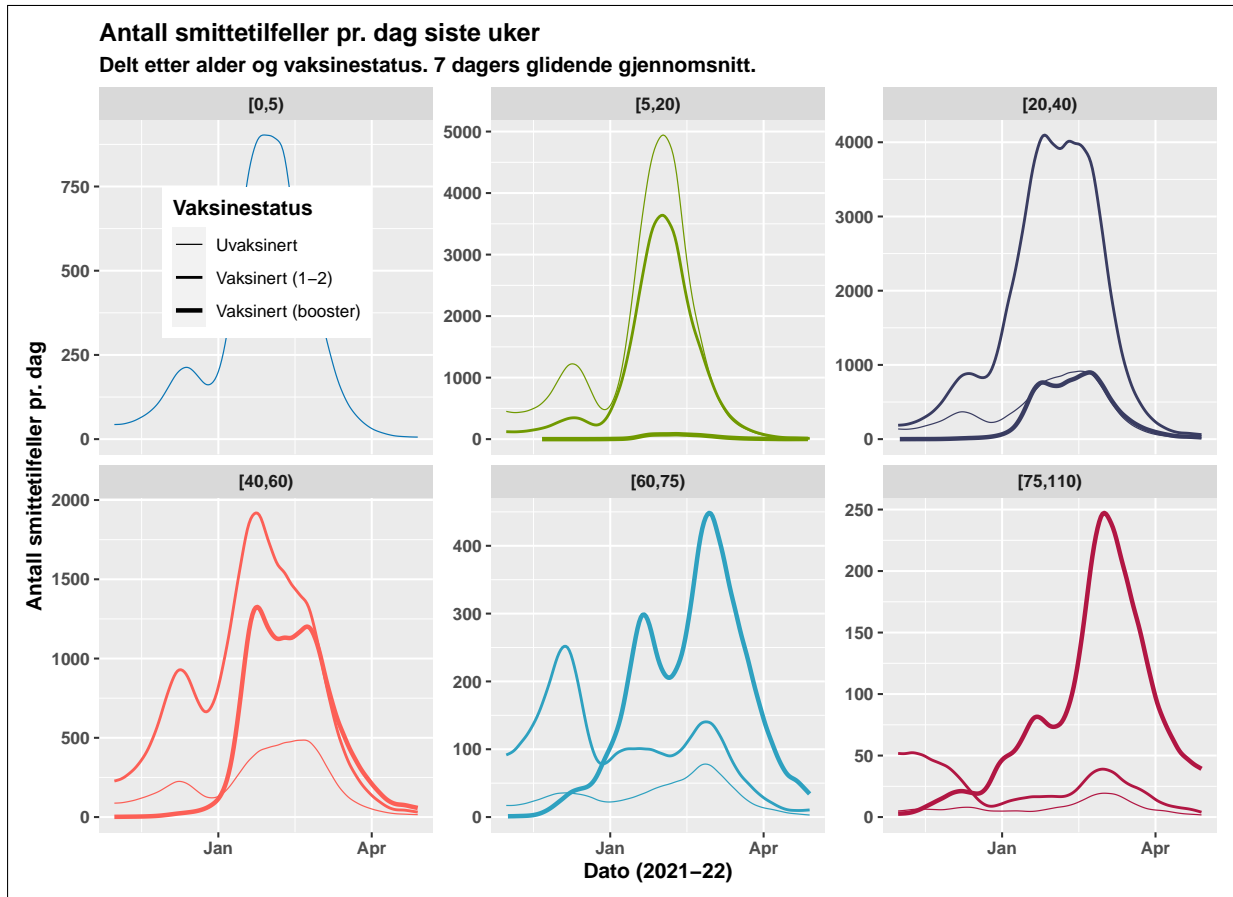 Antall smittetilfeller pr. dag siste uker
Delt etter alder og vaksinestatus. 7 dagers glidende gjennomsnitt.
[0,5)
[5,20)
[20,40)
750
500
250
0
Vaksinestatus
Uvaksinert
Vaksinert (1−2)
Vaksinert (booster)
5000
4000
3000
2000
1000
0
4000
3000
2000
1000
0
[40,60)
[60,75)
[75,110)
2000
1500
1000
500
0
400
300
200
100
0
250
200
150
100
50
0
Jan
Apr
Jan
Apr
Jan
Apr
Antall smittetilfeller pr. dag
Dato (2021−22)